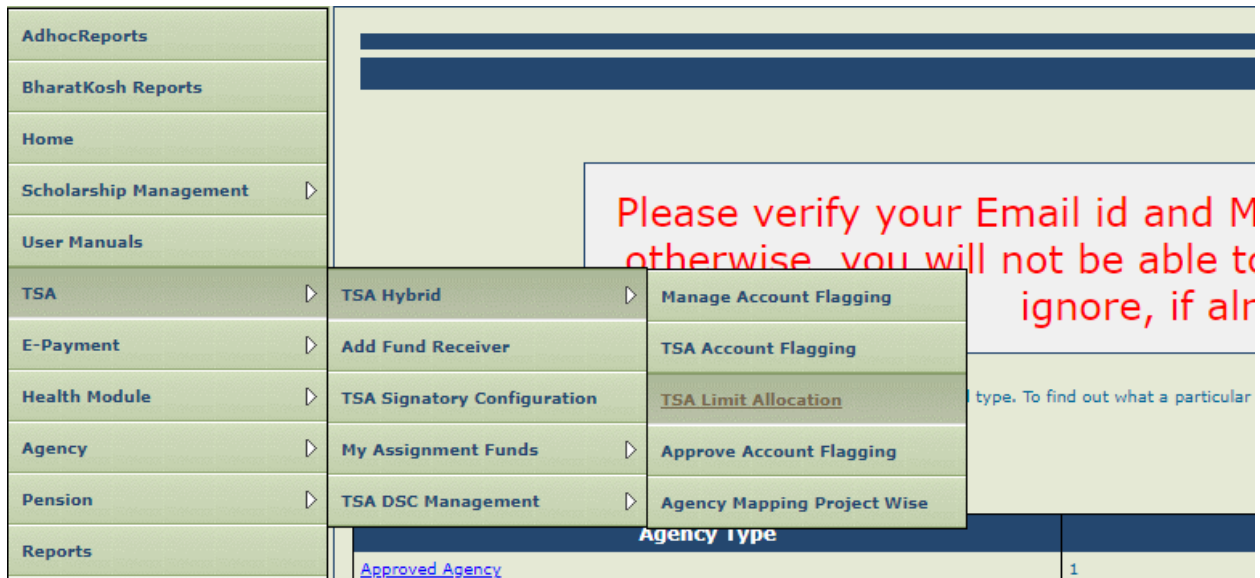 AdhocReports
BharatKosh Reports
Home
Scholarship Management
User Manuals
TSA
E-Payment
Health Module
Agency
Pension
Reports
TSA Hybrid
Add Fund Receiver
TSA Signatory Configuration
My Assignment Funds
TSA DSC Management
Manage Account Flagging
TSA Account Flagging
TSA Limit Allocation
Approve Account Flagging
Agency Mapping Project Wise
Please verify your Email id and M
otherwise you will not be able to
ignore, if alr
type. To find out what a particular
Agency Type
Approved Agency 1